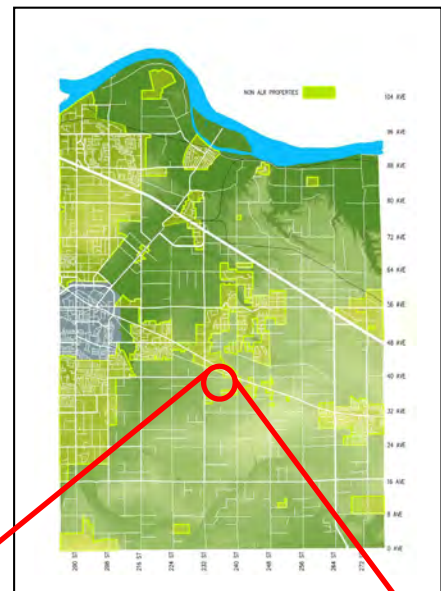 NON ALR PROPERTIES
104 AVE
96 AVE
88 AVE
80 AVE
72 AVE
64 AVE
56 AVE
48 AVE
40 AVE
32 AVE
24 AVE
16 AVE
8 AVE
0 AVE
200 ST
208 ST
216 ST
224 ST
232 ST
240 ST
248 ST
256 ST
264 ST
272 ST